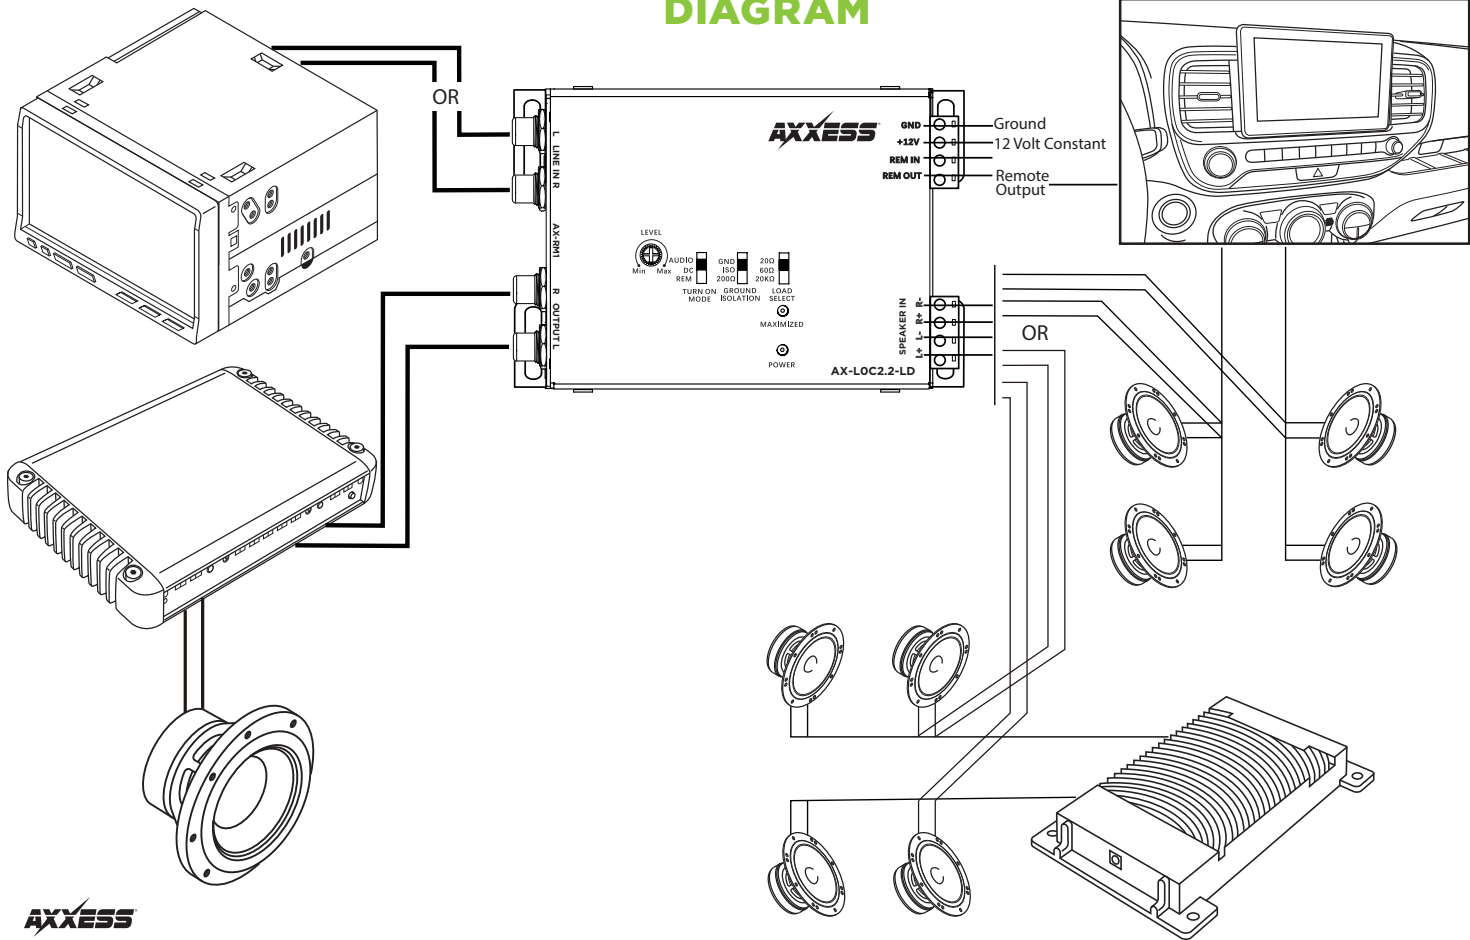 DIAGRAM
OR
AXXESS
GND
+12V
REM IN
REM OUT
Ground
12 Volt Constant
Remote
Output
L LINE IN R
AX-RM1
R OUTPUT L
LEVEL
Min Max
AUDIO
DC
REM
TURN ON
MODE
GND
ISO
200Ω
GROUND
ISOLATION
20Ω
60Ω
20KΩ
LOAD
SELECT
MAXIMIZED
POWER
SPEAKER IN
R-
R+
L-
L+
OR
AX-LOC2.2-LD
AXXESS